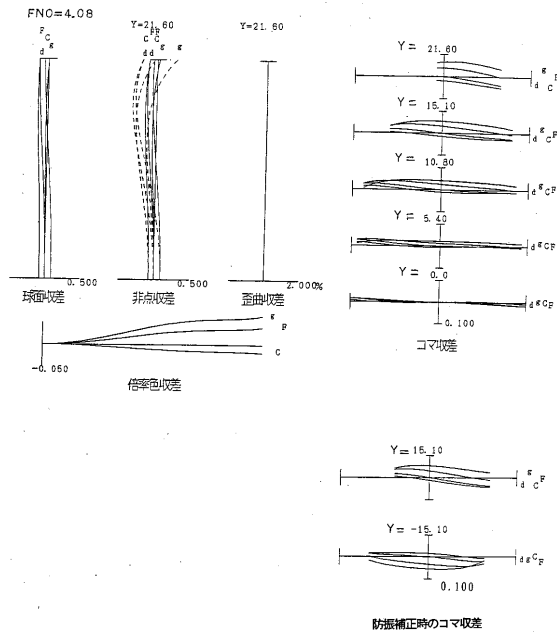 FNO=4.08
Y=21.60
Y=21.60
F
C
d
g
F F
C C
d d
g
g
0.500
0.500
2.000%
球面収差
非点収差
歪曲収差
g
F
C
-0.050
倍率色収差
Y= 21.60
g F
d C
Y= 15.10
d g C F
Y= 10.80
d g C F
Y= 5.40
d g C F
Y= 0.0
d g C F
0.100
コマ収差
Y= 15.10
g F
d C
Y= -15.10
d g C F
0.100
防振補正時のコマ収差